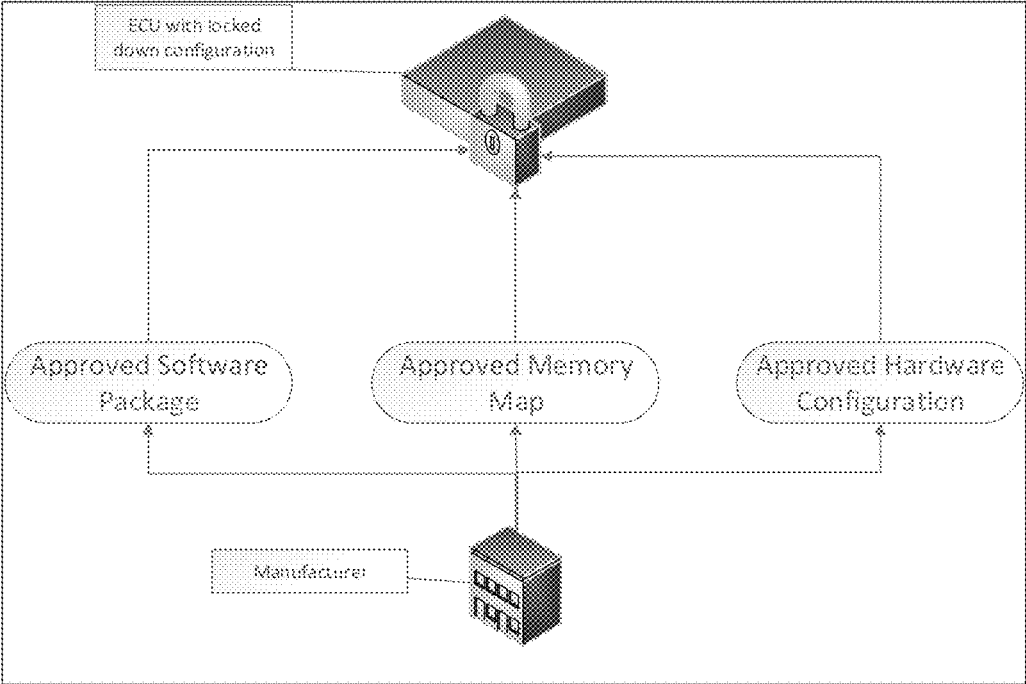 ECU with locked
down configuration
Approved Software
Package
Approved Memory
Map
Approved Hardware
Configuration
Manufacturer